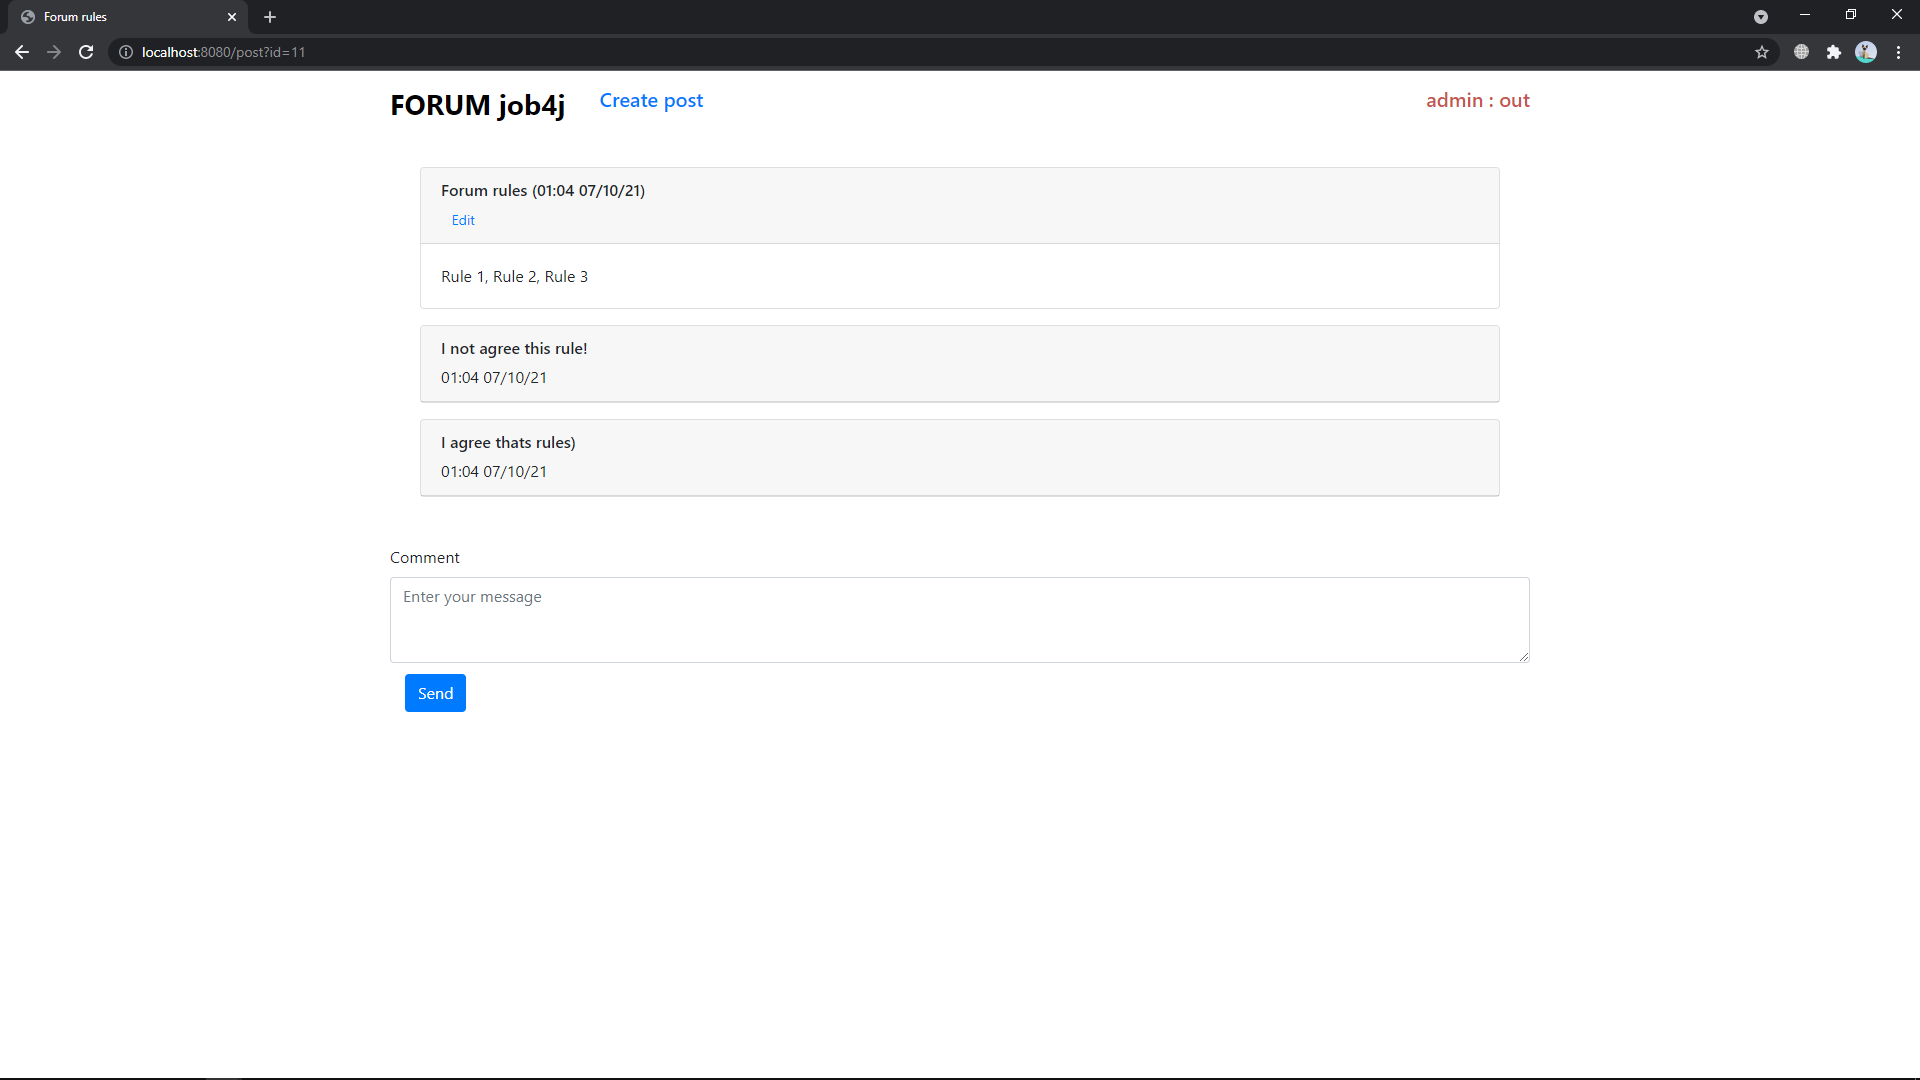 Forum rules
localhost:8080/post?id=11
FORUM job4j
Create post
admin : out
Forum rules (01:04 07/10/21)
Edit
Rule 1, Rule 2, Rule 3
I not agree this rule!
01:04 07/10/21
I agree thats rules)
01:04 07/10/21
Comment
Enter your message
Send